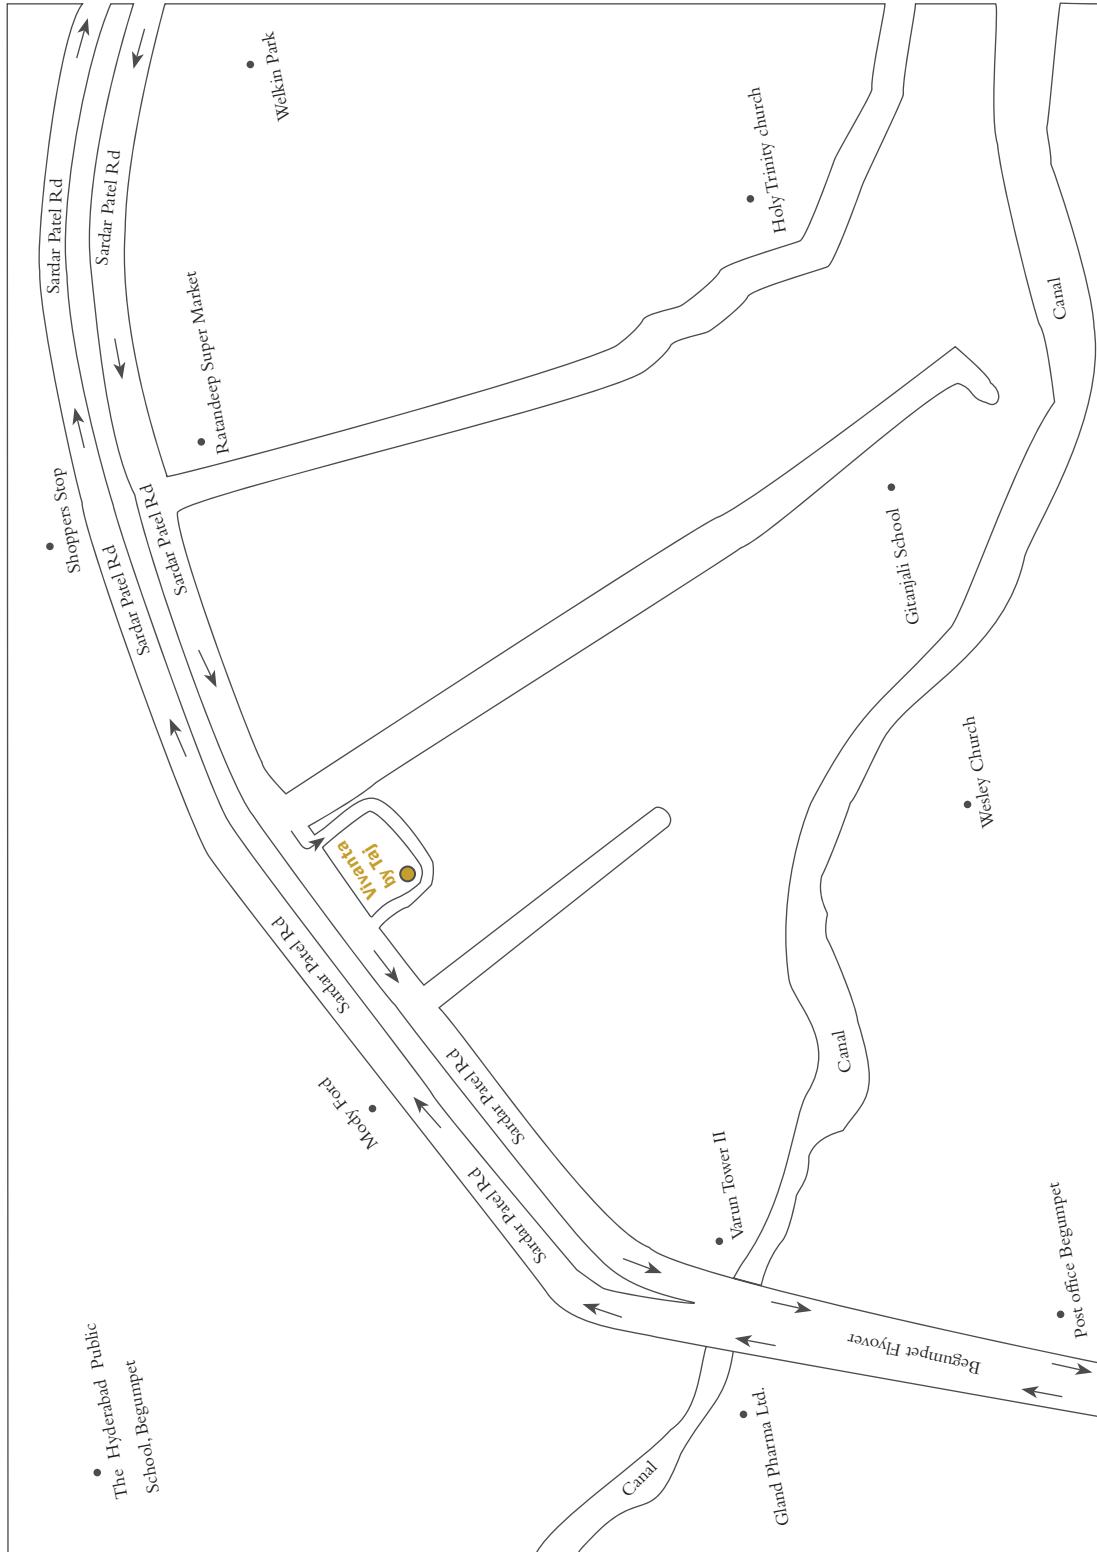 Welkin Park
Sardar Patel Rd
Sardar Patel Rd
Holy Trinity church
Ratandeep Super Market
Canal
Shoppers Stop
Sardar Patel Rd
Sardar Patel Rd
Gitanjali School
Wesley Church
Vivanta
by Taj
Sardar Patel Rd
Mody Ford
Sardar Patel Rd
Canal
Sardar Patel Rd
Varun Tower II
Post office Begumpet
Begumpet Flyover
The Hyderabad Public
School, Begumpet
Gland Pharma Ltd.
Canal